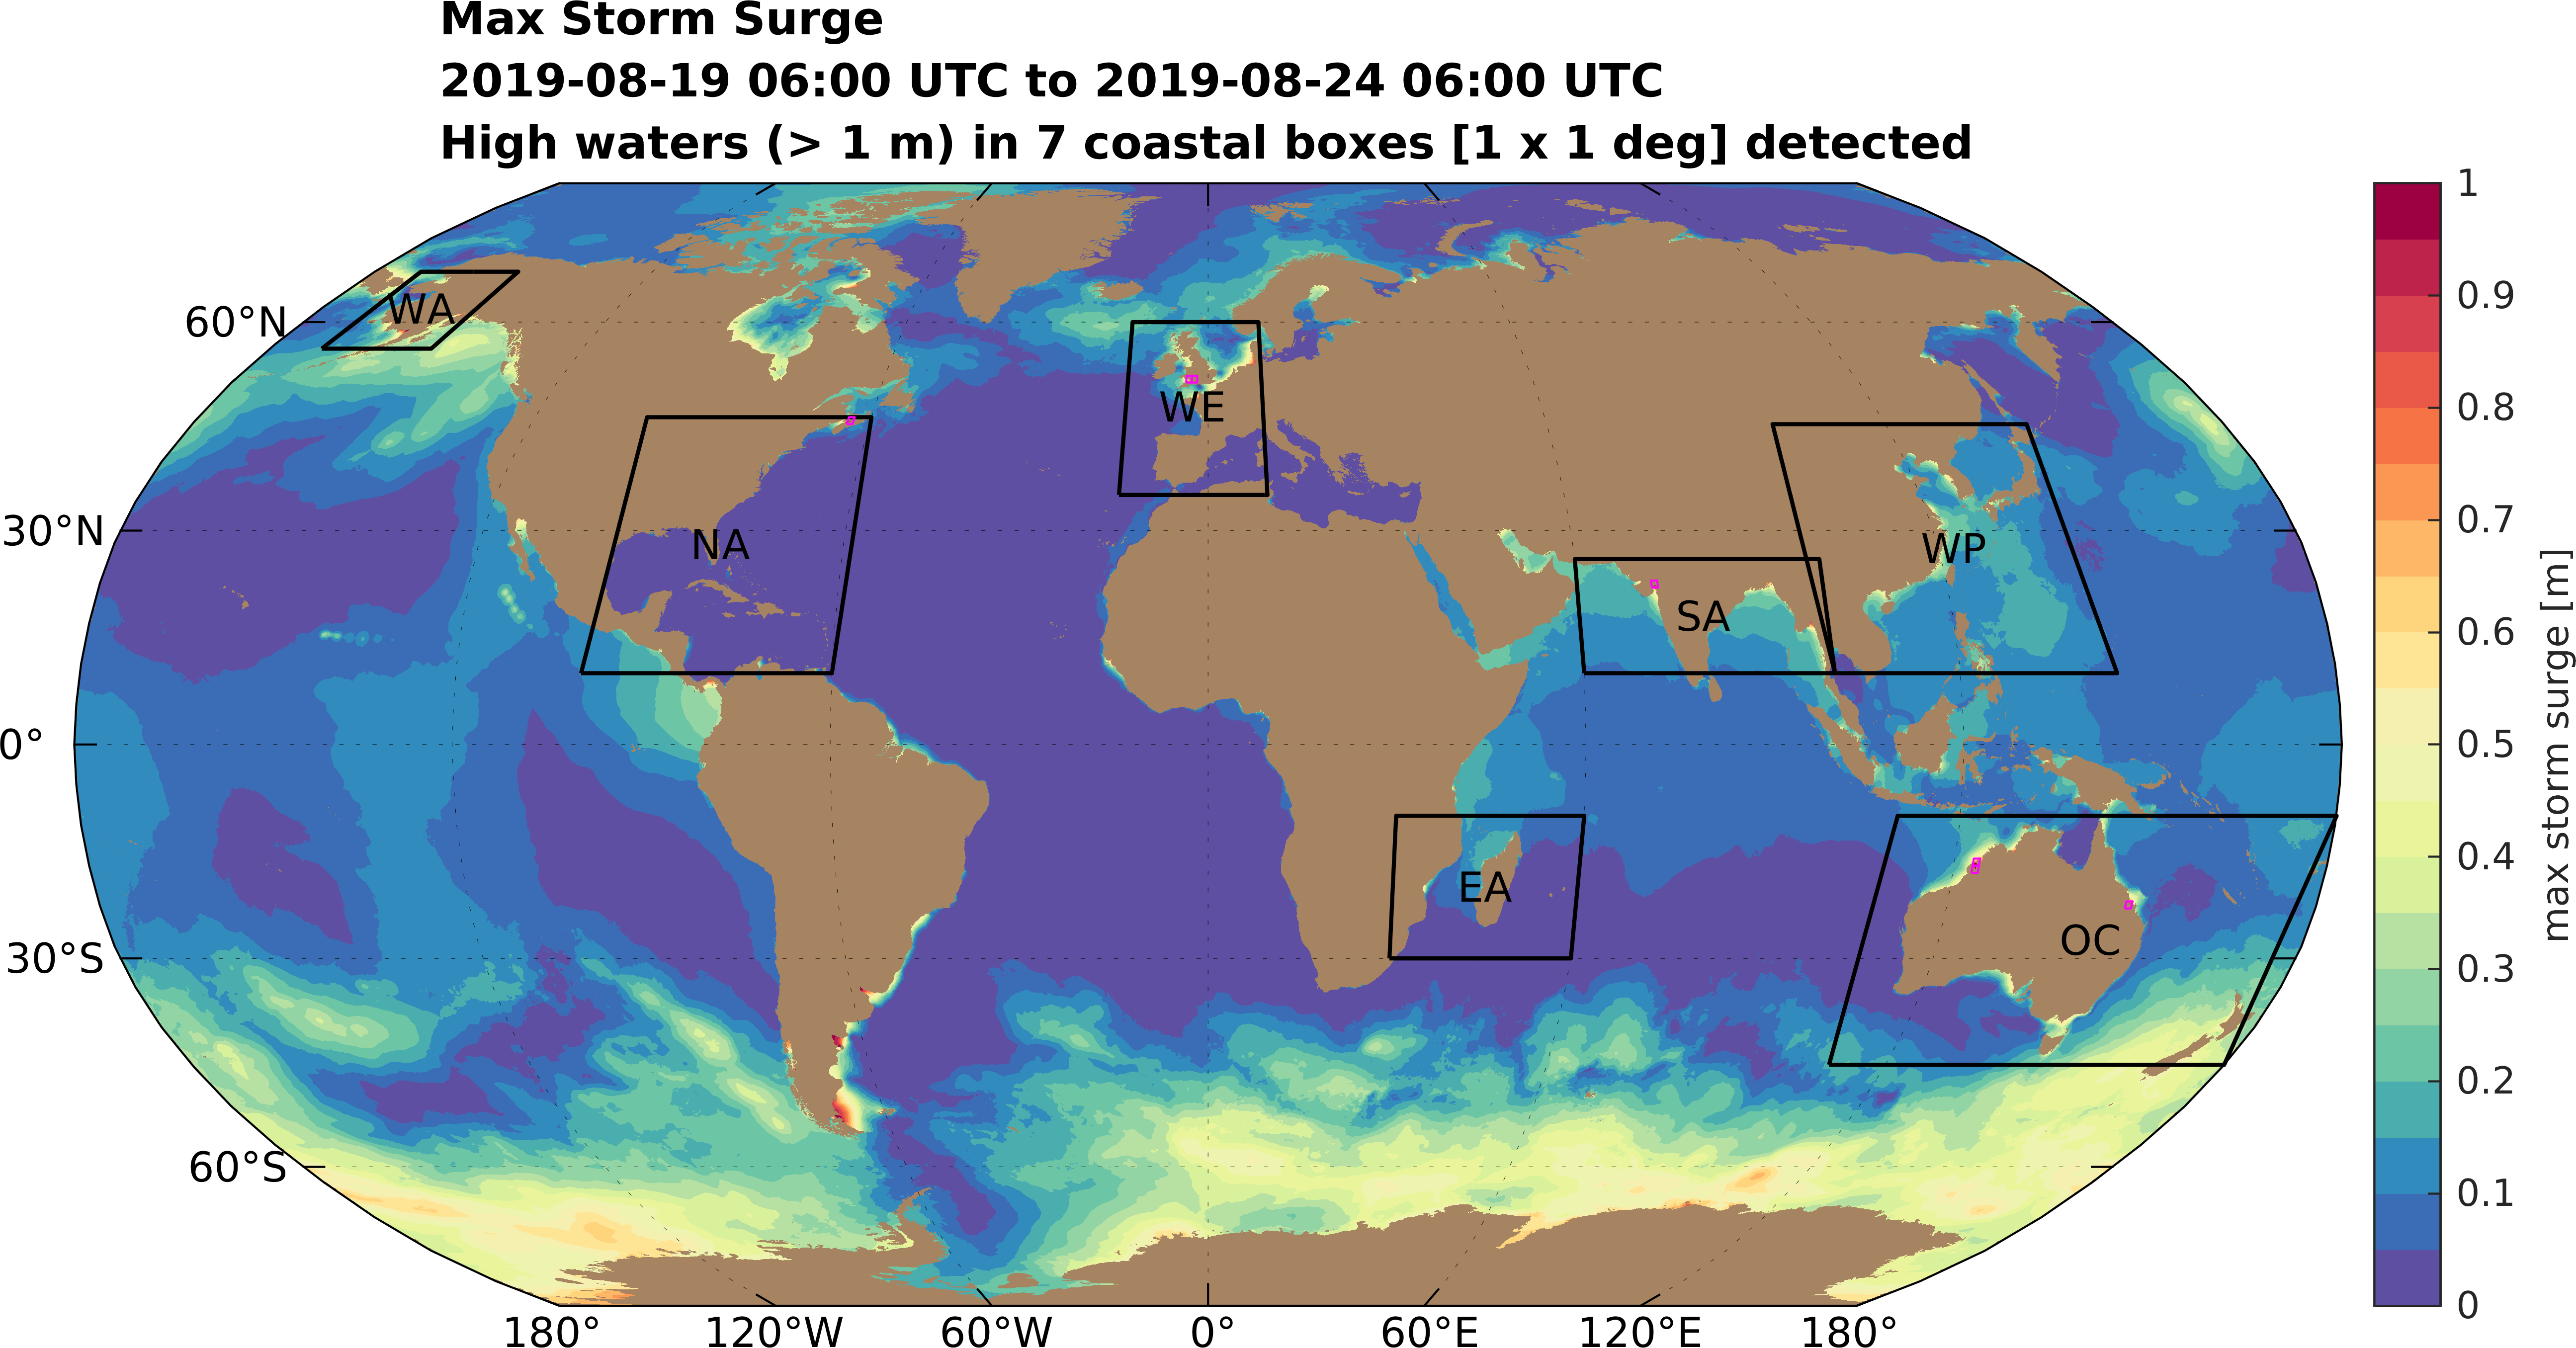 Max Storm Surge
2019-08-19 06:00 UTC to 2019-08-24 06:00 UTC
High waters (> 1 m) in 7 coastal boxes [1 x 1 deg] detected
60°N
30°N
0°
30°S
60°S
WA
NA
WE
SA
WP
EA
OC
180°
120°W
60°W
0°
60°E
120°E
180°
1
0.9
0.8
0.7
0.6
0.5
0.4
0.3
0.2
0.1
0
max storm surge [m]